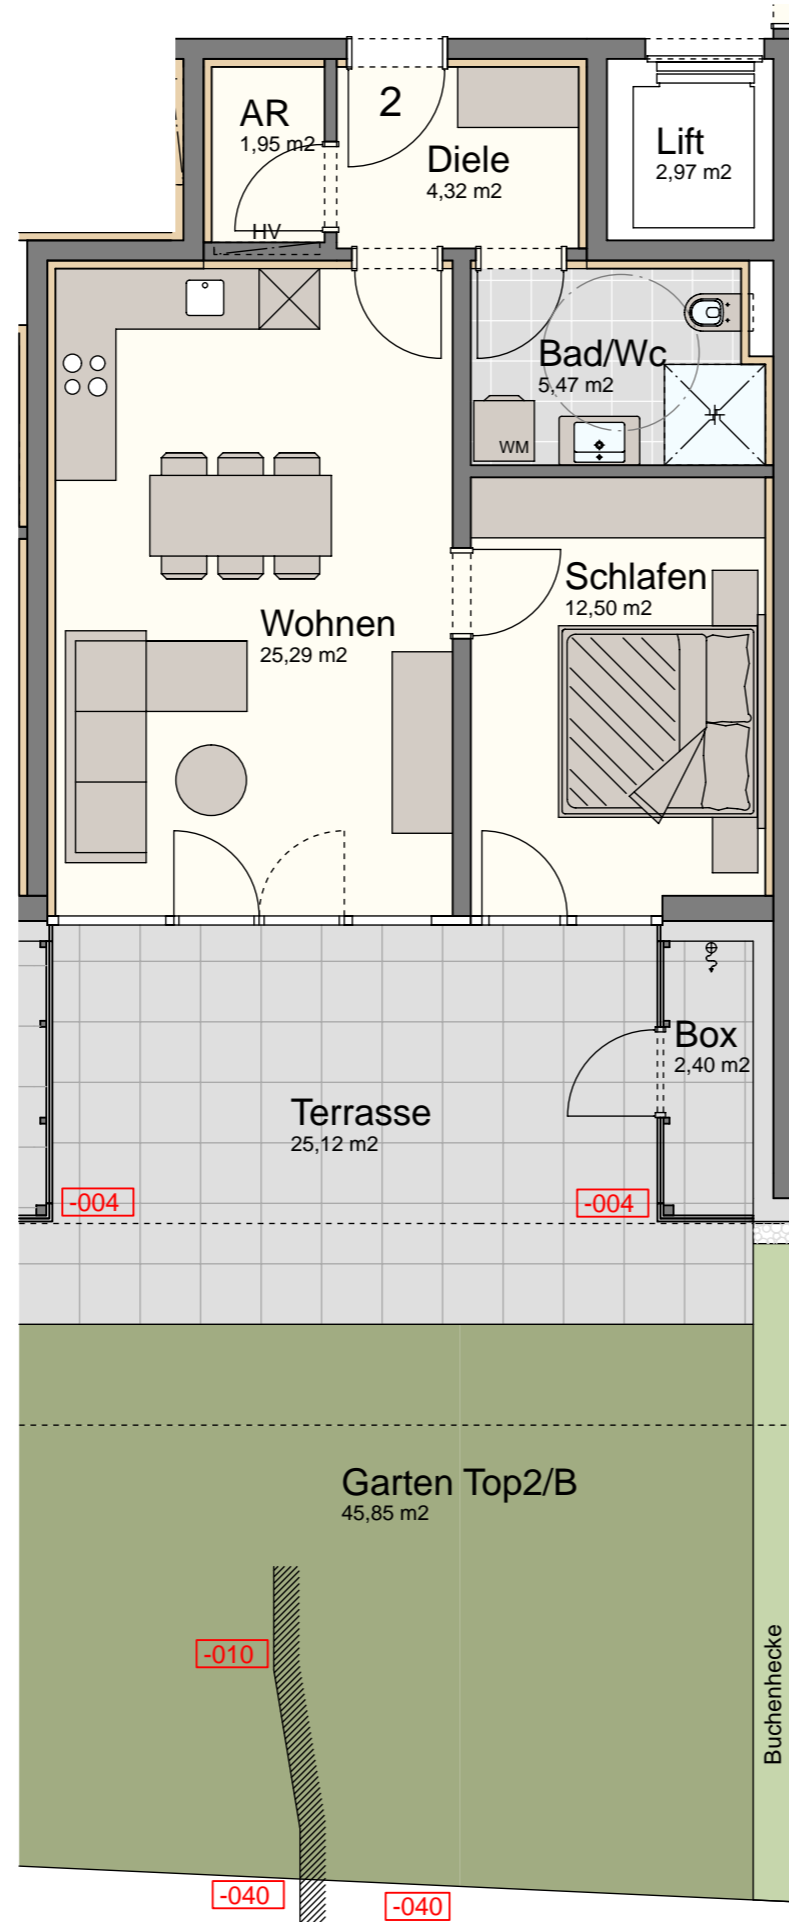 2
AR
1,95 m2
Diele
4,32 m2
Lift
2,97 m2
HV
Bad/Wc
5,47 m2
WM
Schlafen
12,50 m2
Wohnen
25,29 m2
Box
2,40 m2
Terrasse
25,12 m2
-004
-004
Garten Top2/B
45,85 m2
-010
Buchenhecke
-040
-040